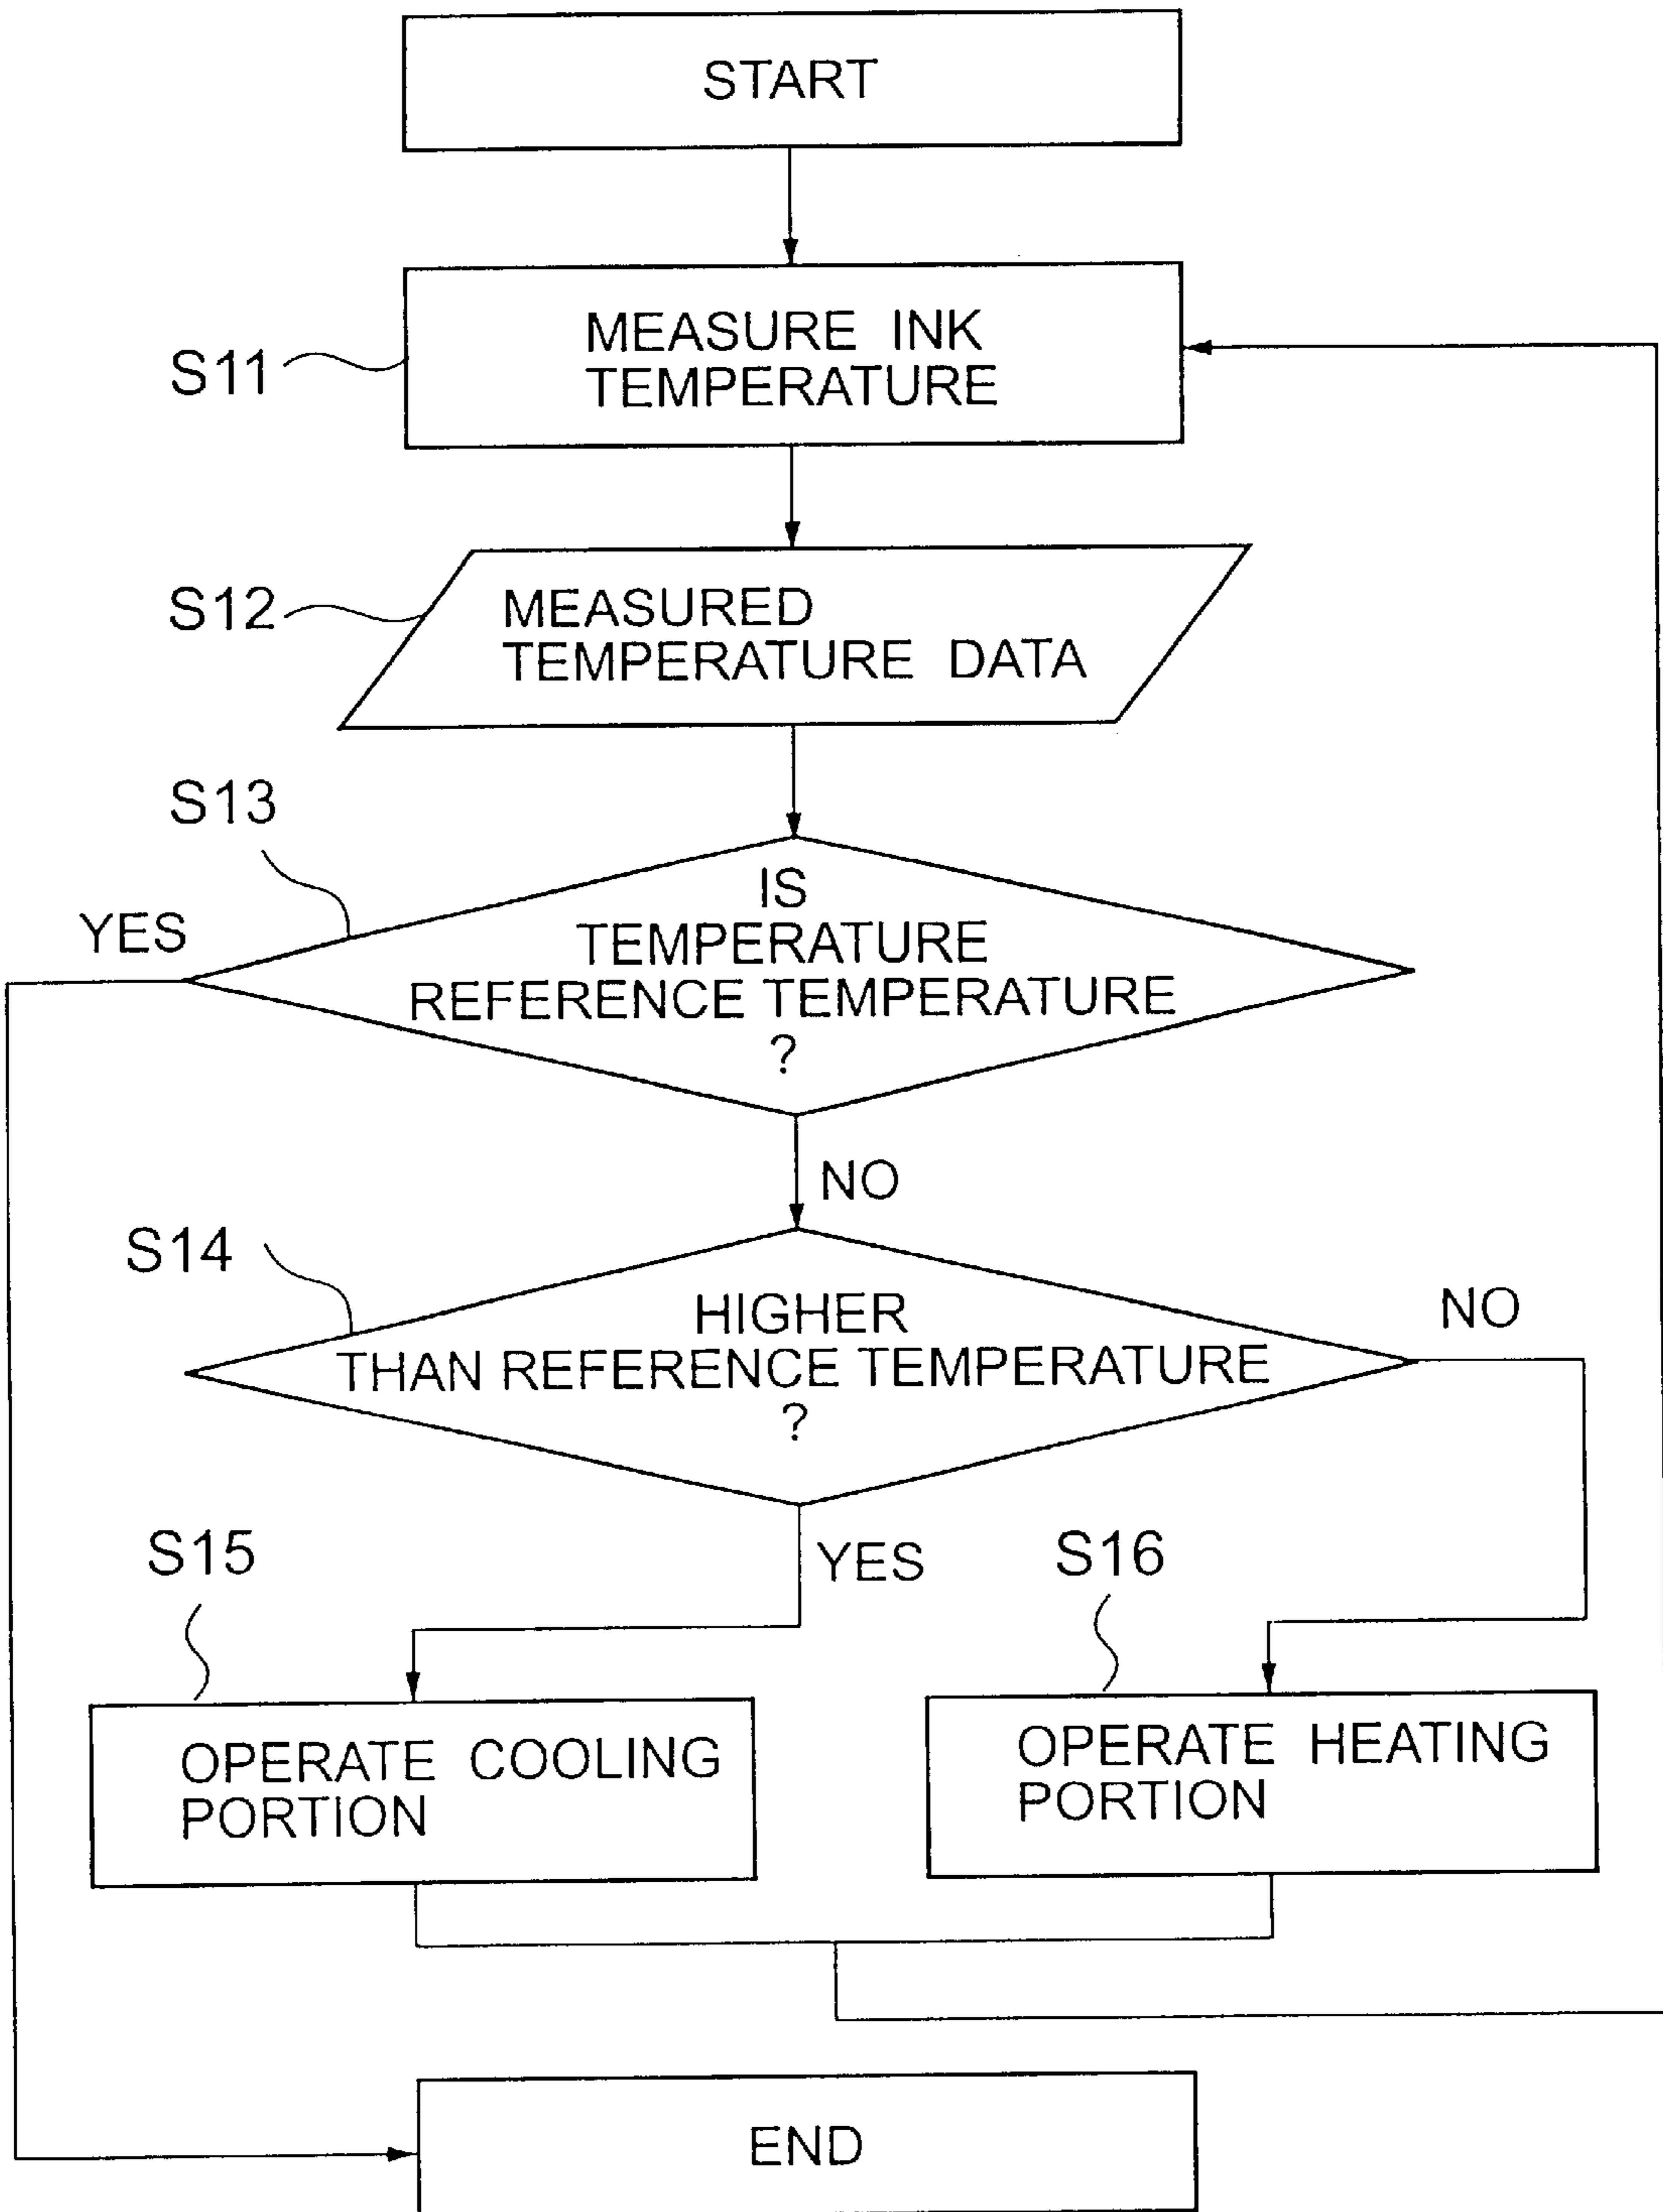 START
S11
MEASURE INK
TEMPERATURE
S12
MEASURED
TEMPERATURE DATA
S13
YES
IS
TEMPERATURE
REFERENCE TEMPERATURE
?
NO
S14
HIGHER
THAN REFERENCE TEMPERATURE
?
NO
YES
S15
S16
OPERATE COOLING
PORTION
OPERATE HEATING
PORTION
END